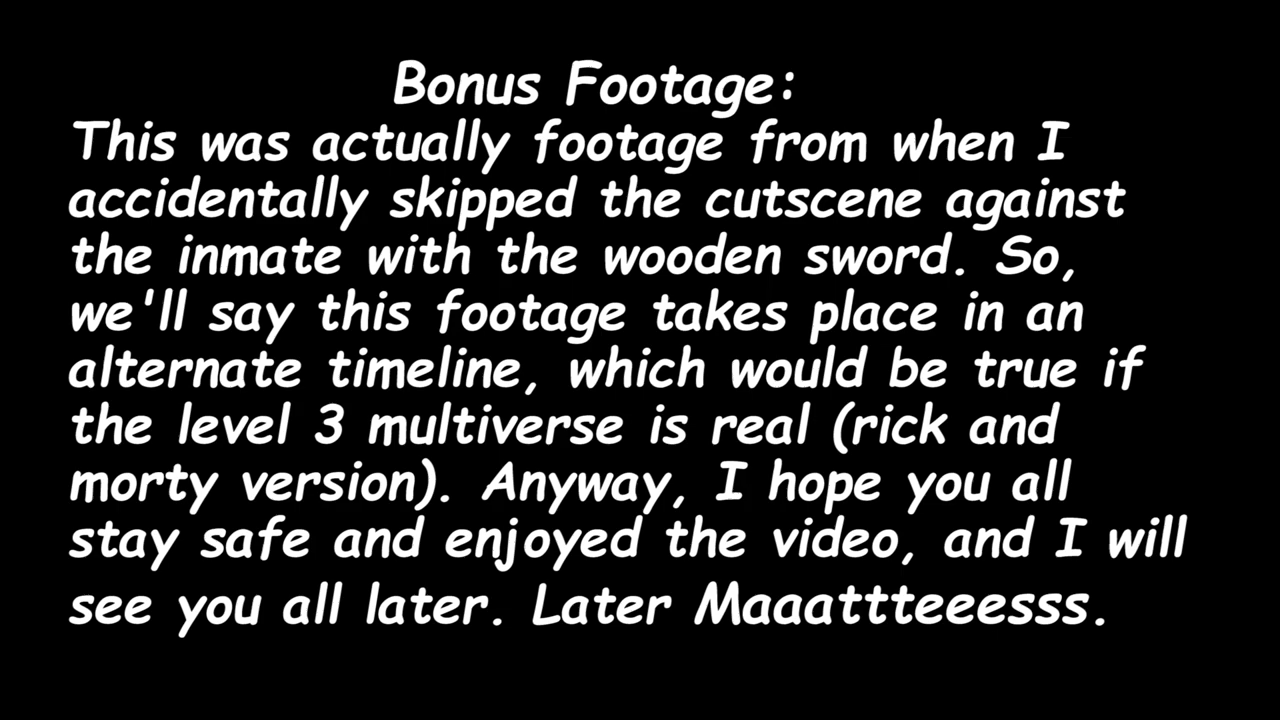 Bonus Footage:
This was actually footage from when I
accidentally skipped the cutscene against
the inmate with the wooden sword. So,
we'll say this footage takes place in an
alternate timeline, which would be true if
the level 3 multiverse is real (rick and
morty version). Anyway, I hope you all
stay safe and enjoyed the video, and I will
see you all later. Later Maaattteeesss.